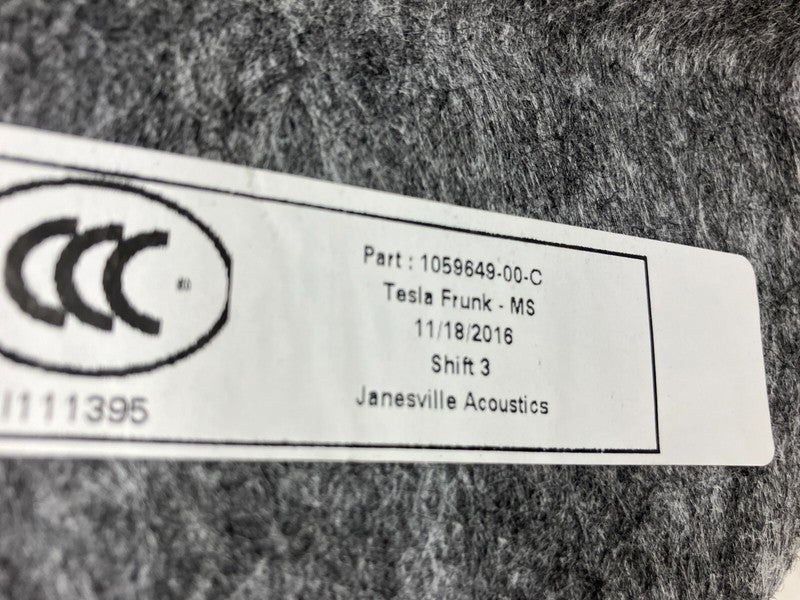 CCC
Part : 1059649-00-C
Tesla Frunk - MS
11/18/2016
Shift 3
Janesville Acoustics
111395